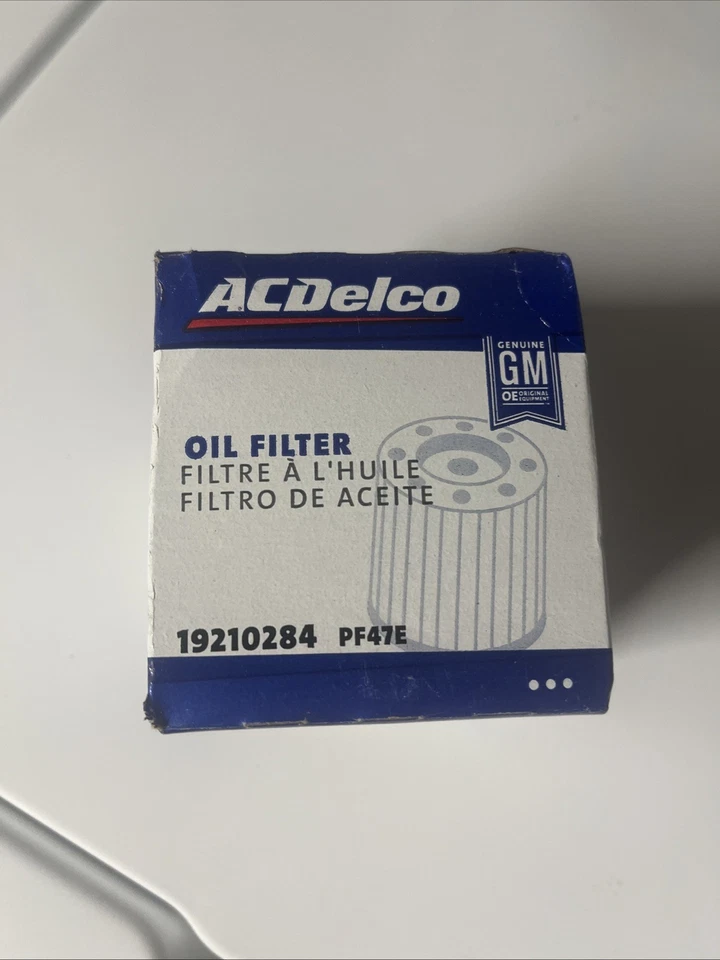 ACDelco
GENUINE
GM
OE ORIGINAL EQUIPMENT
OIL FILTER
FILTRE À L'HUILE
FILTRO DE ACEITE
19210284 PF47E